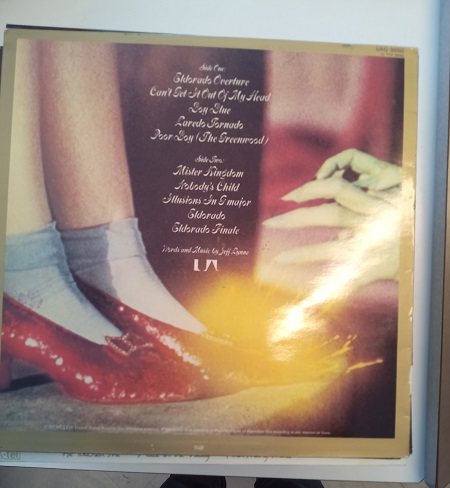 Side One:
Eldorado Overture
Can't Get It Out Of My Head
Boy Blue
Laredo Tornado
Poor Boy (The Greenwood)
Side Two:
Mister Kingdom
Nobody's Child
Illusions In G major
Eldorado
Eldorado Finale
Words and Music by Jeff Lynne
UA